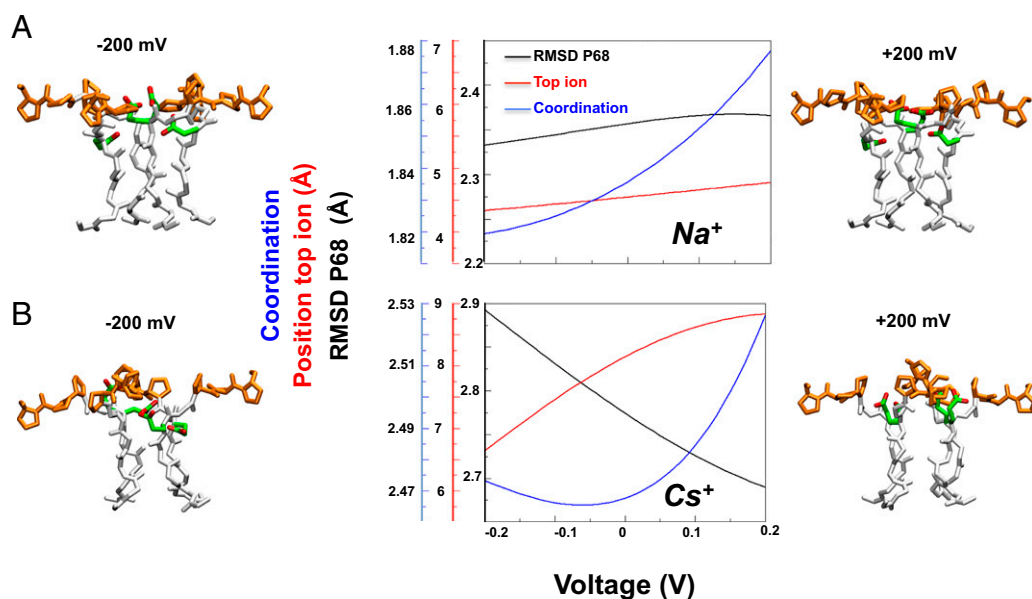 A
-200 mV
+200 mV
1.88
1.86
1.84
1.82
7
6
5
4
2.4
2.3
2.2
RMSD P68
Top ion
Coordination
Na+
Coordination
Position top ion (Å)
RMSD P68 (Å)
B
-200 mV
+200 mV
2.53
2.51
2.49
2.47
9
8
7
6
2.9
2.8
2.7
Cs+
-0.2
-0.1
0
0.1
0.2
Voltage (V)